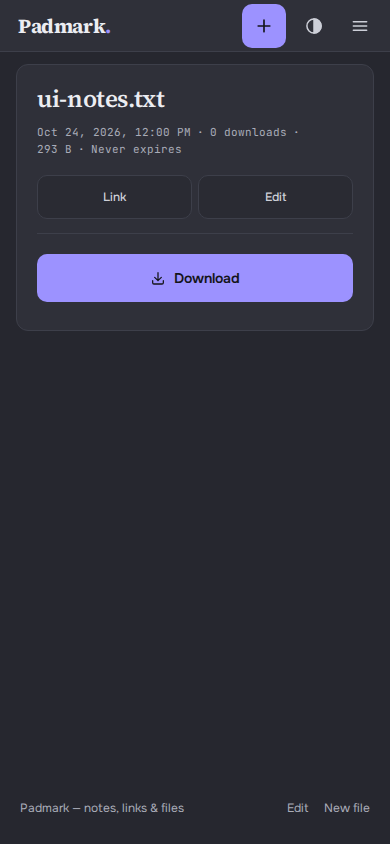 Padmark.
ui-notes.txt
Oct 24, 2026, 12:00 PM · 0 downloads ·
293 B · Never expires
Link Edit
Download
Padmark — notes, links & files Edit New file